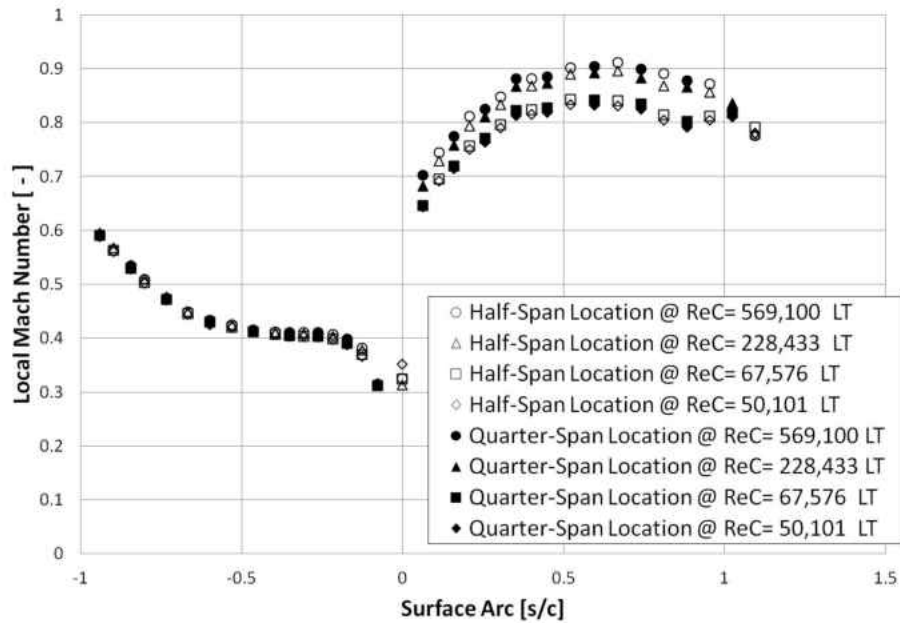 1
0.9
0.8
0.7
0.6
0.5
0.4
0.3
0.2
0.1
0
Local Mach Number [ - ]
Half-Span Location @ ReC= 569,100 LT
Half-Span Location @ ReC= 228,433 LT
Half-Span Location @ ReC= 67,576 LT
Half-Span Location @ ReC= 50,101 LT
Quarter-Span Location @ ReC= 569,100 LT
Quarter-Span Location @ ReC= 228,433 LT
Quarter-Span Location @ ReC= 67,576 LT
Quarter-Span Location @ ReC= 50,101 LT
-1 -0.5 0 0.5 1 1.5
Surface Arc [s/c]